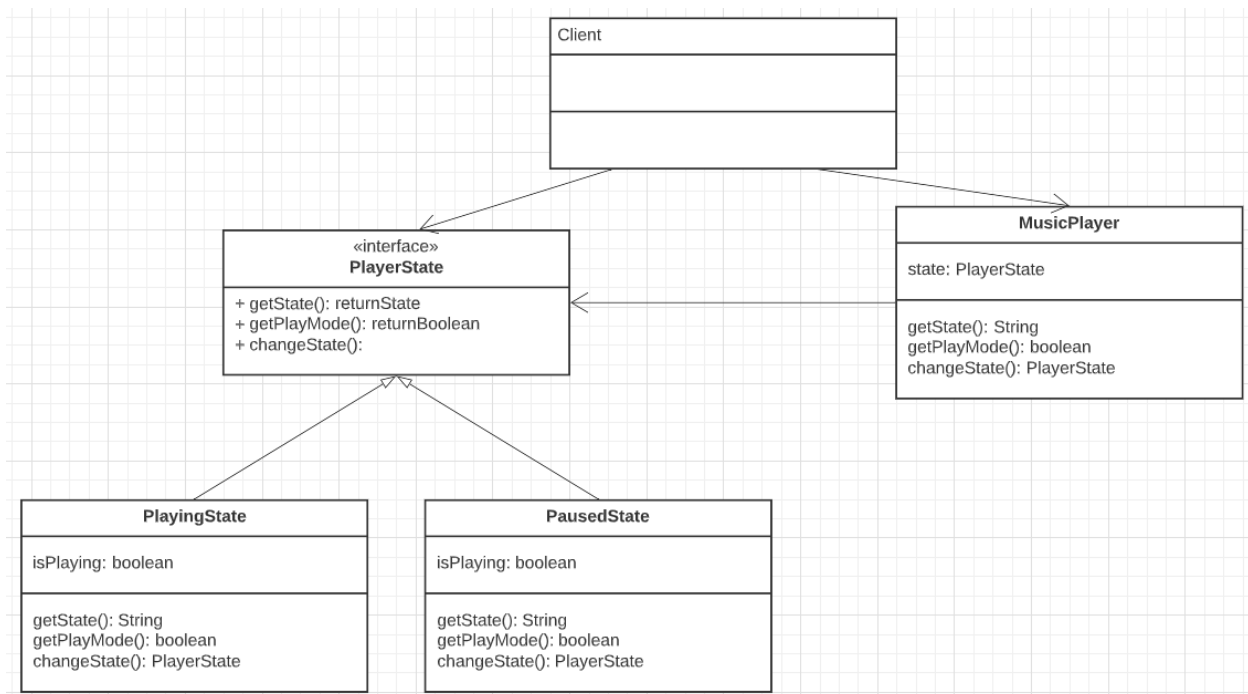 Client
MusicPlayer
state: PlayerState
getState(): String
getPlayMode(): boolean
changeState(): PlayerState
«interface»
PlayerState
+ getState(): returnState
+ getPlayMode(): returnBoolean
+ changeState():
PlayingState
isPlaying: boolean
getState(): String
getPlayMode(): boolean
changeState(): PlayerState
PausedState
isPlaying: boolean
getState(): String
getPlayMode(): boolean
changeState(): PlayerState